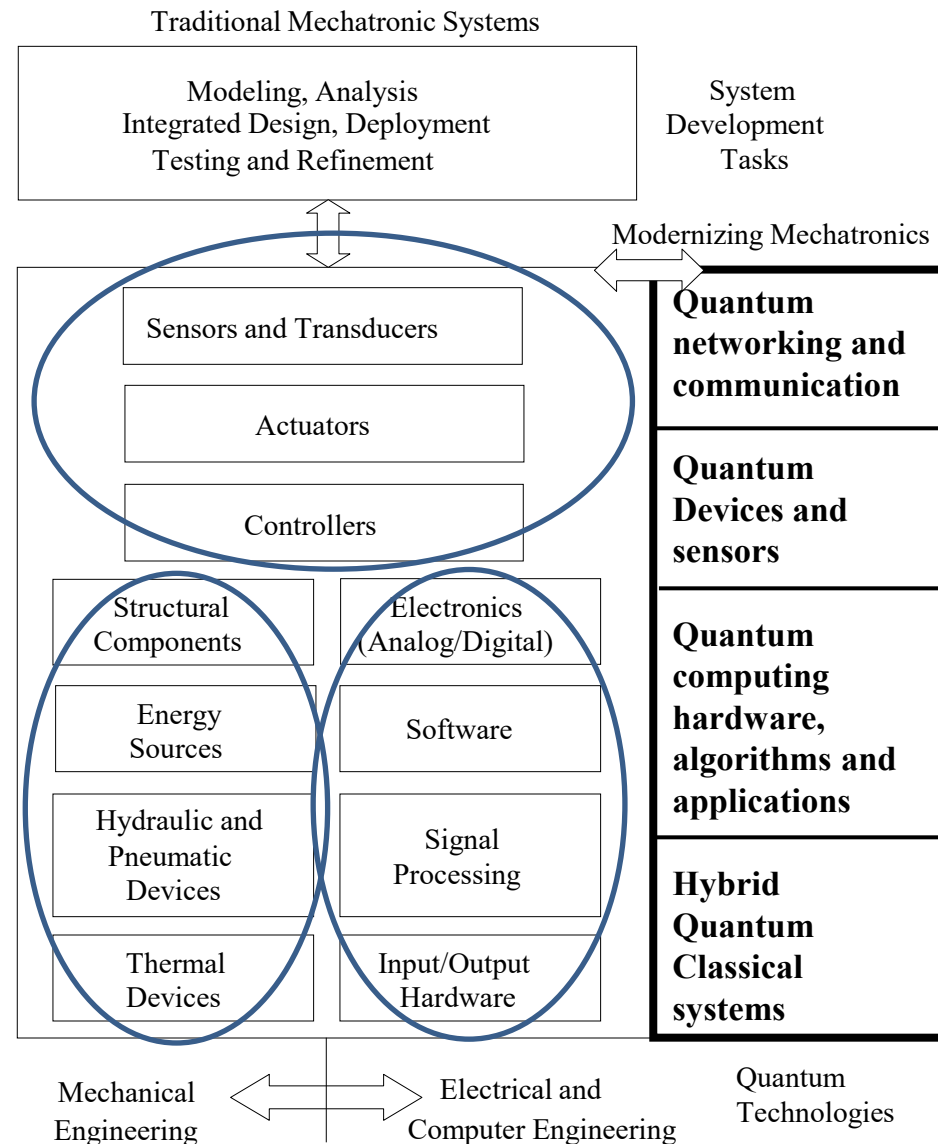 Traditional Mechatronic Systems
Modeling, Analysis
Integrated Design, Deployment
Testing and Refinement
System
Development
Tasks
Modernizing Mechatronics
Sensors and Transducers
Actuators
Controllers
Structural
Components
Electronics
(Analog/Digital)
Energy
Sources
Software
Hydraulic and
Pneumatic
Devices
Signal
Processing
Thermal
Devices
Input/Output
Hardware
Quantum
networking and
communication
Quantum
Devices and
sensors
Quantum
computing
hardware,
algorithms and
applications
Hybrid
Quantum
Classical
systems
Mechanical
Engineering
Electrical and
Computer Engineering
Quantum
Technologies